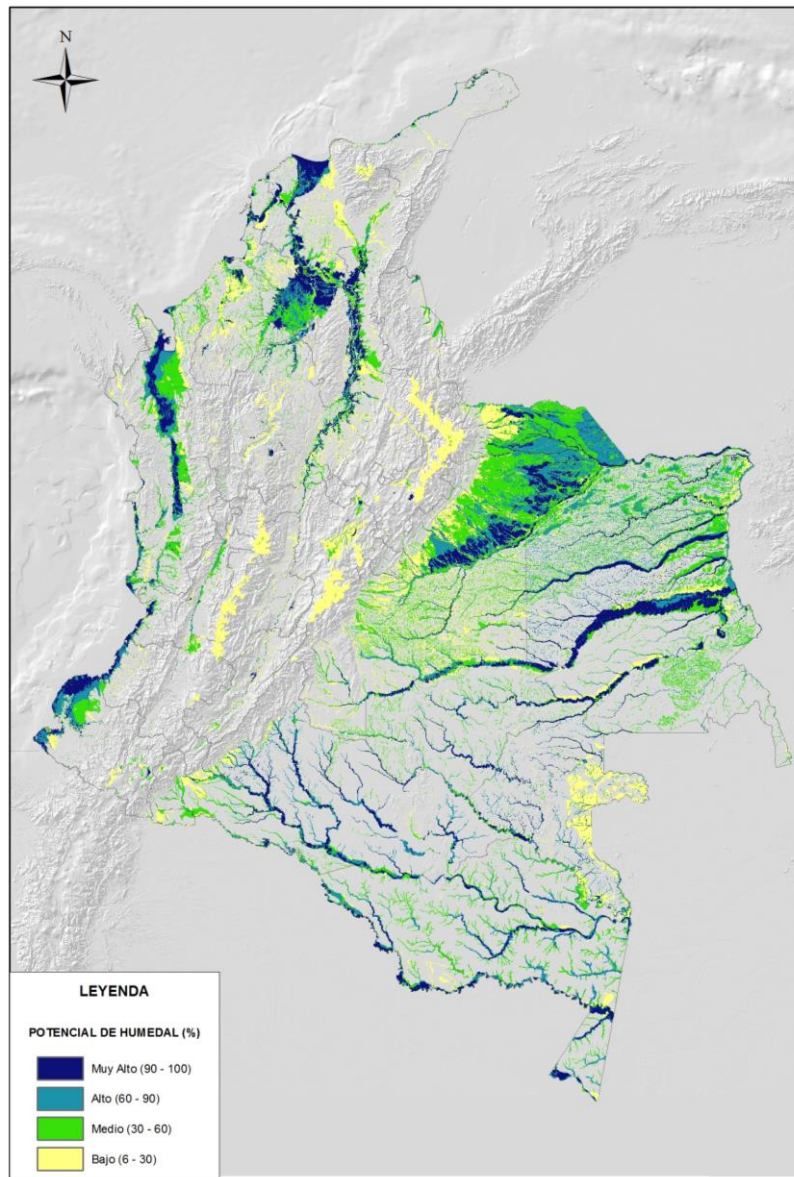 N
LEYENDA
POTENCIAL DE HUMEDAL (%)
Muy Alto (90 - 100)
Alto (60 - 90)
Medio (30 - 60)
Bajo (6 - 30)